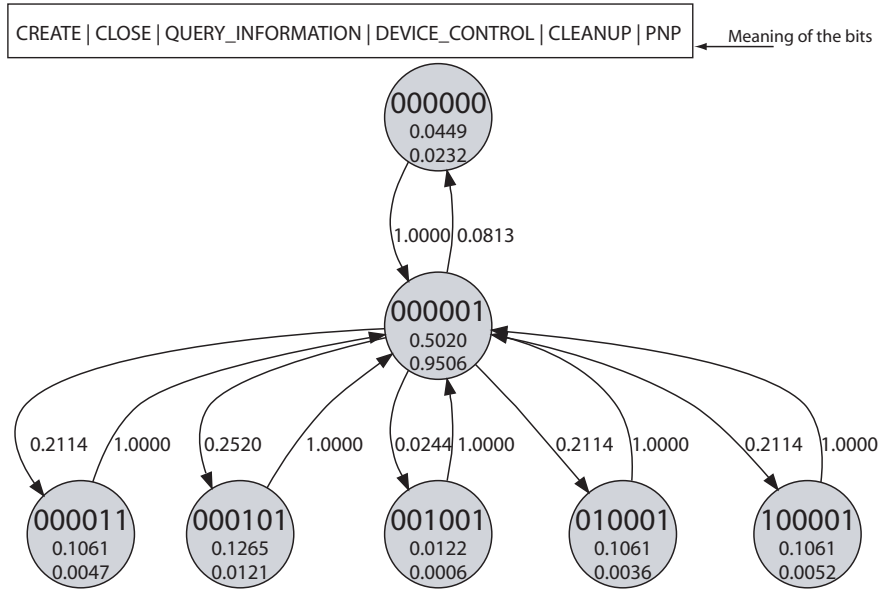 CREATE | CLOSE | QUERY_INFORMATION | DEVICE_CONTROL | CLEANUP | PNP
Meaning of the bits
000000
0.0449
0.0232
1.0000 0.0813
000001
0.5020
0.9506
0.2114 1.0000 0.2520 1.0000 0.0244 1.0000 0.2114 1.0000 0.2114 1.0000
000011 000101 001001 010001 100001
0.1061 0.1265 0.0122 0.1061 0.1061
0.0047 0.0121 0.0006 0.0036 0.0052